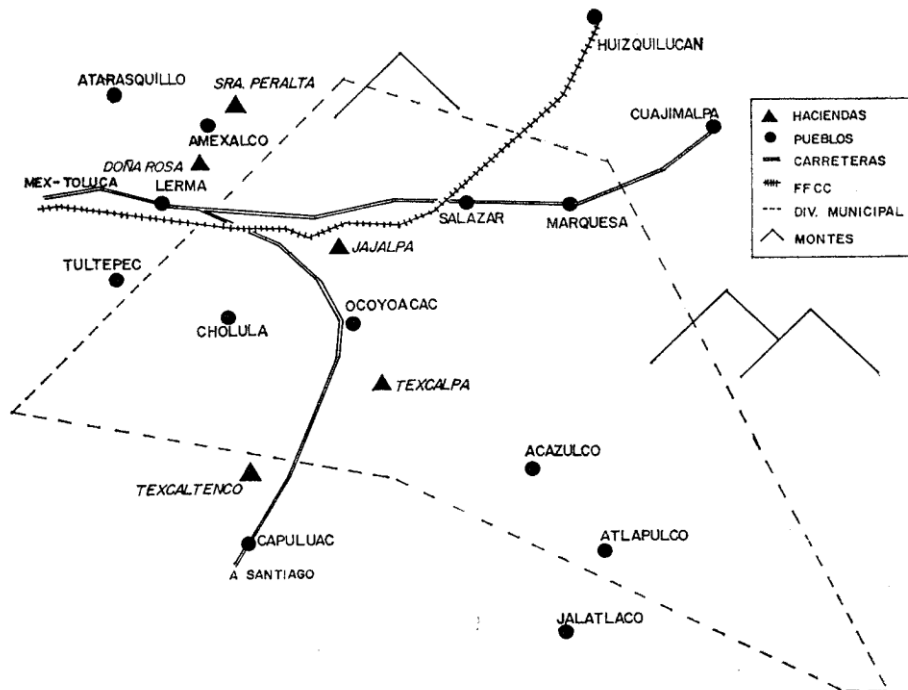 HUIZQUILUCAN
ATARASQUÍLLO
SRA. PERALTA
CUAJIMALPA
AMEXALCO
DOÑA ROSA
MEX-TOLUCA
LERMA
SALAZAR
MARQUESA
JAJALPA
TULTEPEC
OCOYOACAC
CHOLULA
TEXCALPA
ACAZULCO
TEXCALTENCO
CAPULUAC
ATLAPULCO
A SANTIAGO
JALATLACO
HACIENDAS
PUEBLOS
CARRETERAS
FFCC
DIV. MUNICIPAL
MONTES